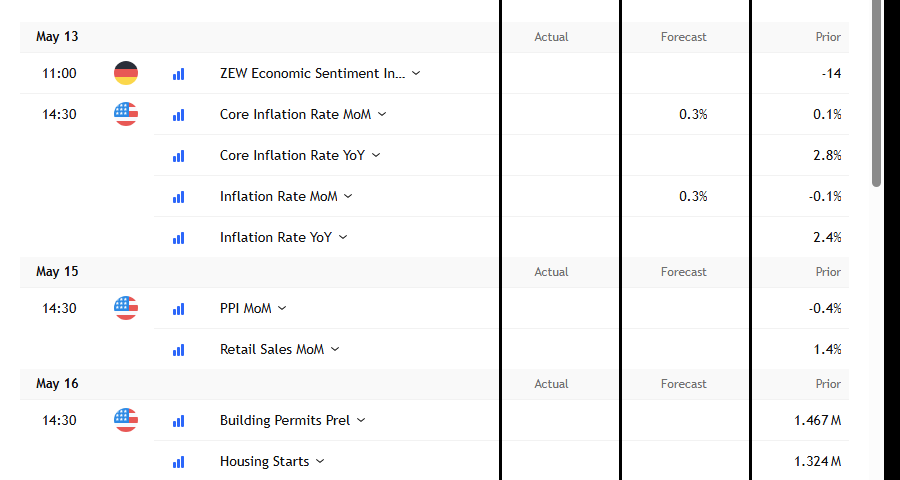 May 13 Actual Forecast Prior
11:00 ZEW Economic Sentiment In... -14
14:30 Core Inflation Rate MoM 0.3% 0.1%
Core Inflation Rate YoY 2.8%
Inflation Rate MoM 0.3% -0.1%
Inflation Rate YoY 2.4%
May 15 Actual Forecast Prior
14:30 PPI MoM -0.4%
Retail Sales MoM 1.4%
May 16 Actual Forecast Prior
14:30 Building Permits Prel 1.467 M
Housing Starts 1.324 M